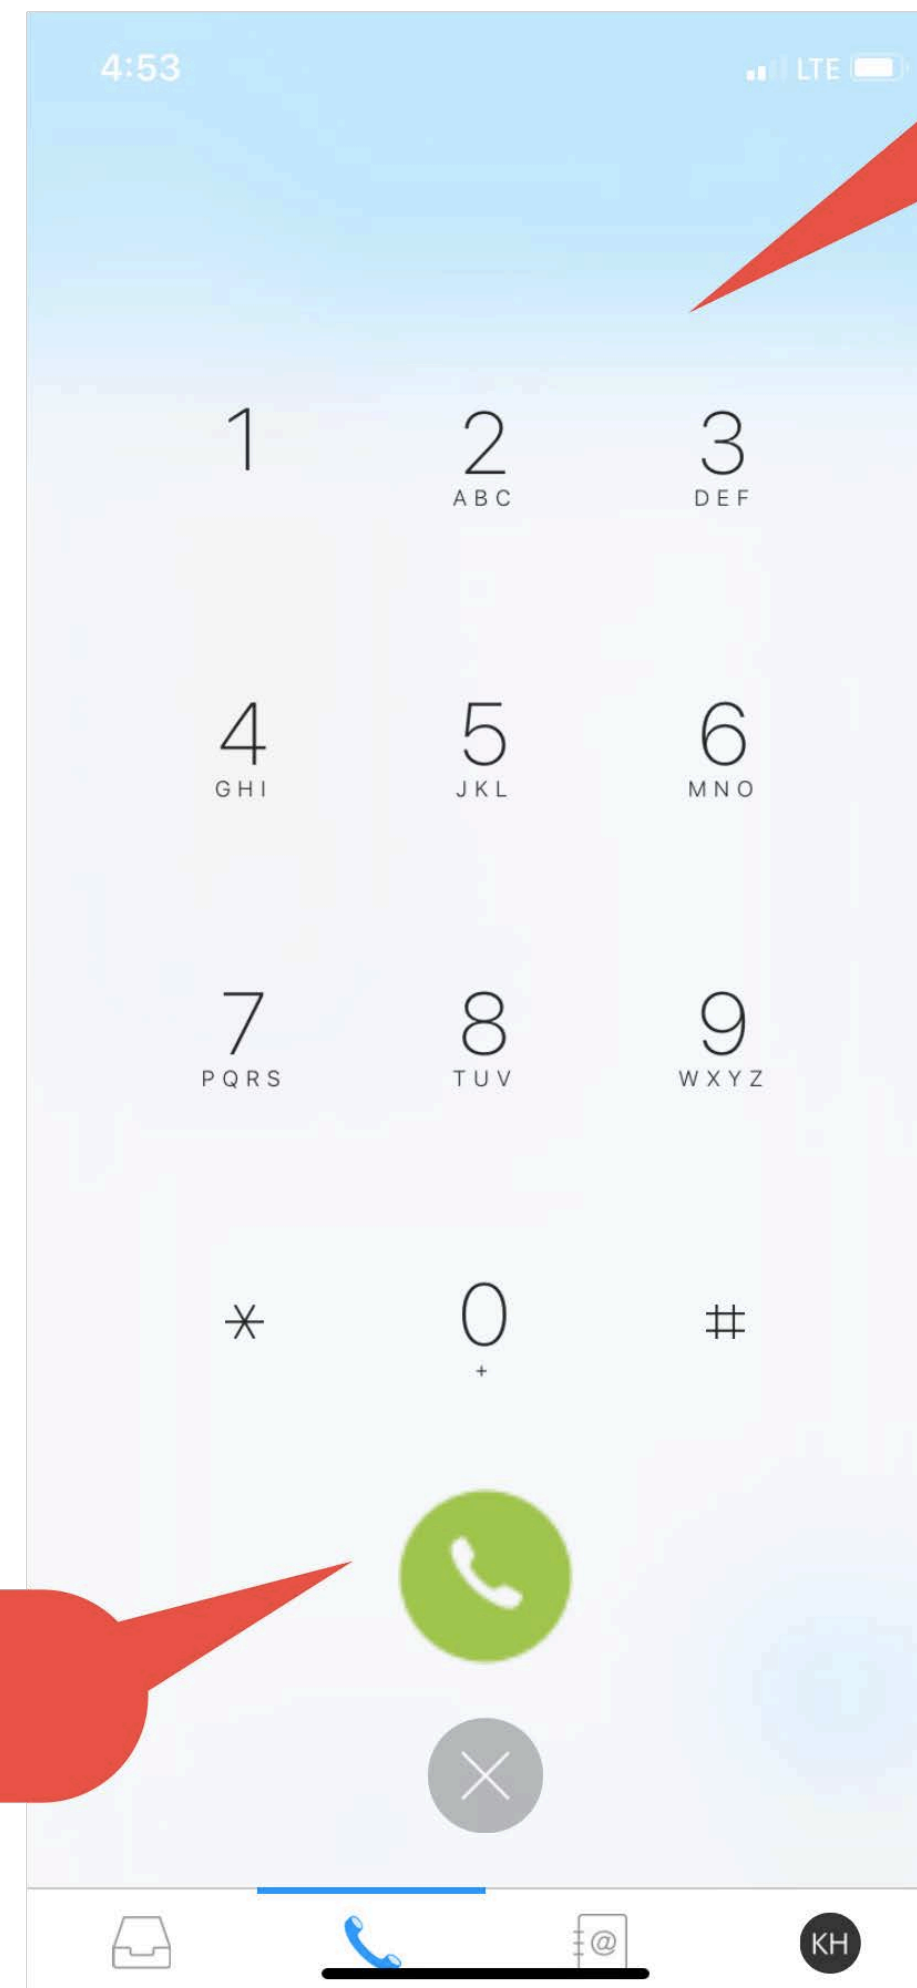 4:53 LTE
1 2 3
ABC DEF
4 5 6
GHI JKL MNO
7 8 9
PQRS TUV WXYZ
* 0 #
+
@ KH